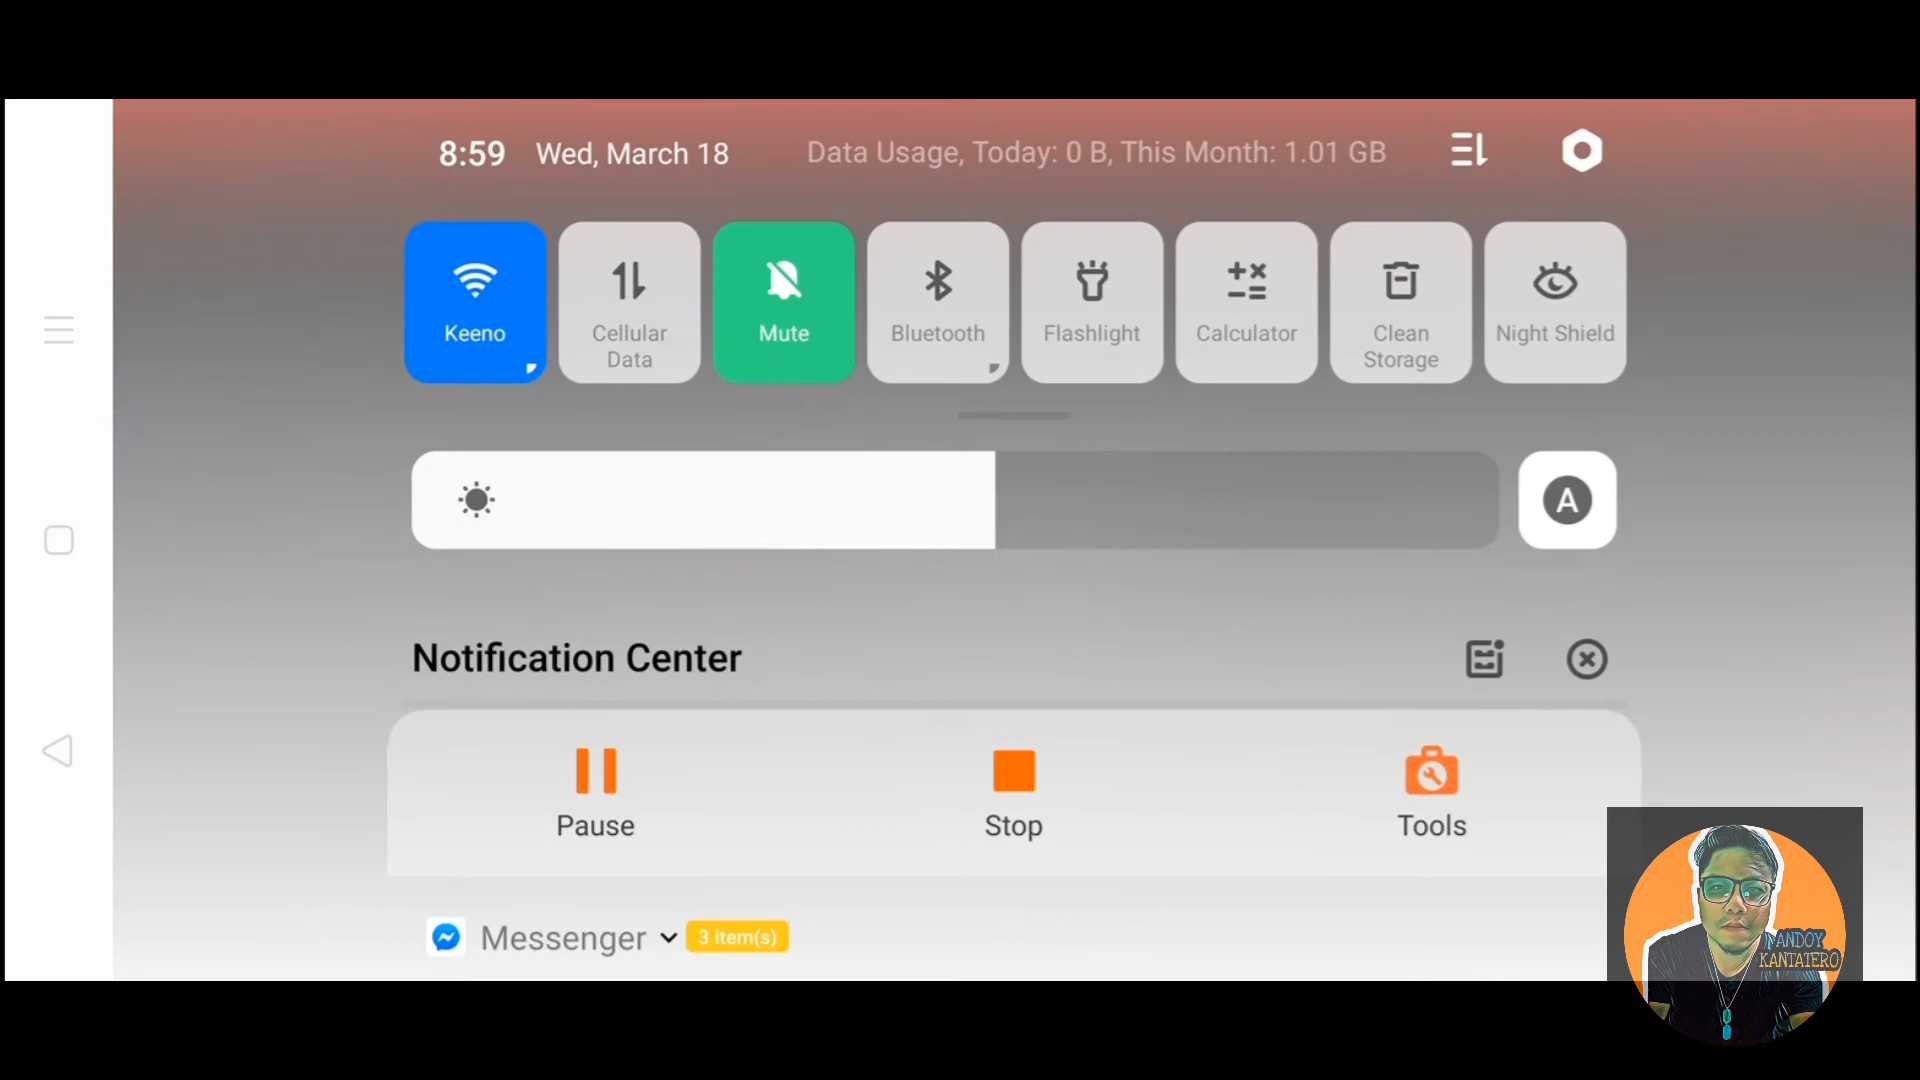 8:59 Wed, March 18 Data Usage, Today: 0 B, This Month: 1.01 GB
Keeno
Cellular
Data
Mute
Bluetooth
Flashlight
Calculator
Clean
Storage
Night Shield
A
Notification Center
Pause
Stop
Tools
Messenger 3 item(s)
ANDOY
KANTATERO